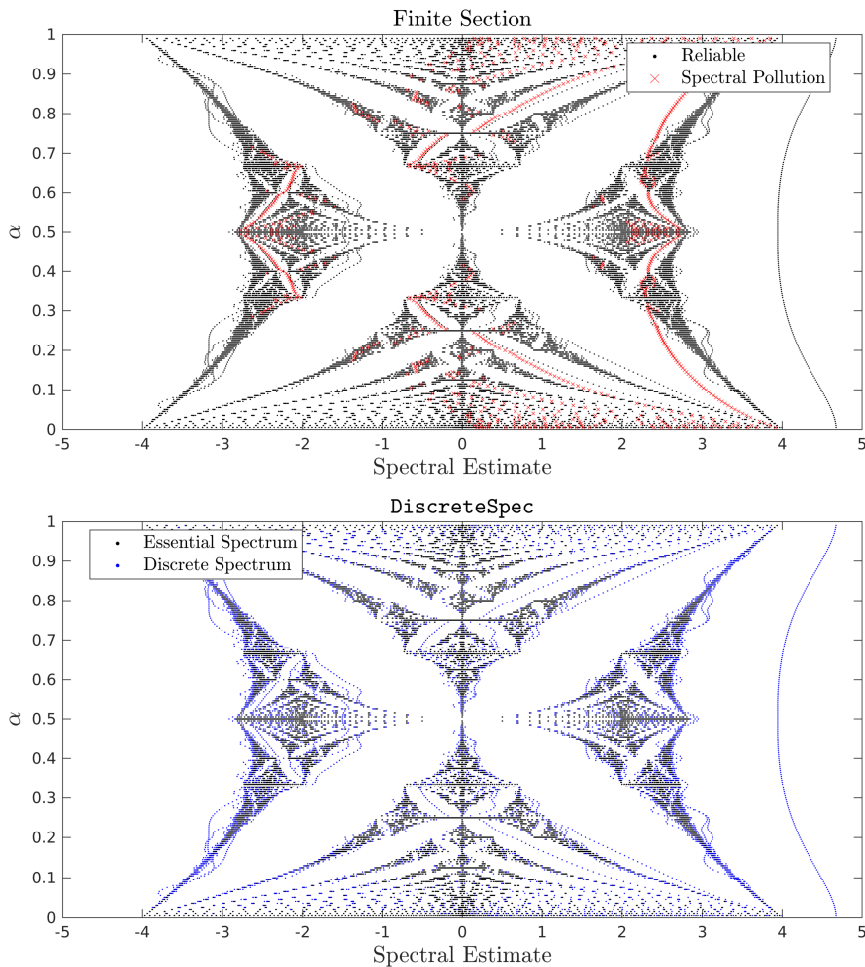 Finite Section
1
0.9
0.8
0.7
0.6
0.5
0.4
0.3
0.2
0.1
0
α
Reliable
Spectral Pollution
-5 -4 -3 -2 -1 0 1 2 3 4 5
Spectral Estimate
DiscreteSpec
1
0.9
0.8
0.7
0.6
0.5
0.4
0.3
0.2
0.1
0
α
Essential Spectrum
Discrete Spectrum
-5 -4 -3 -2 -1 0 1 2 3 4 5
Spectral Estimate